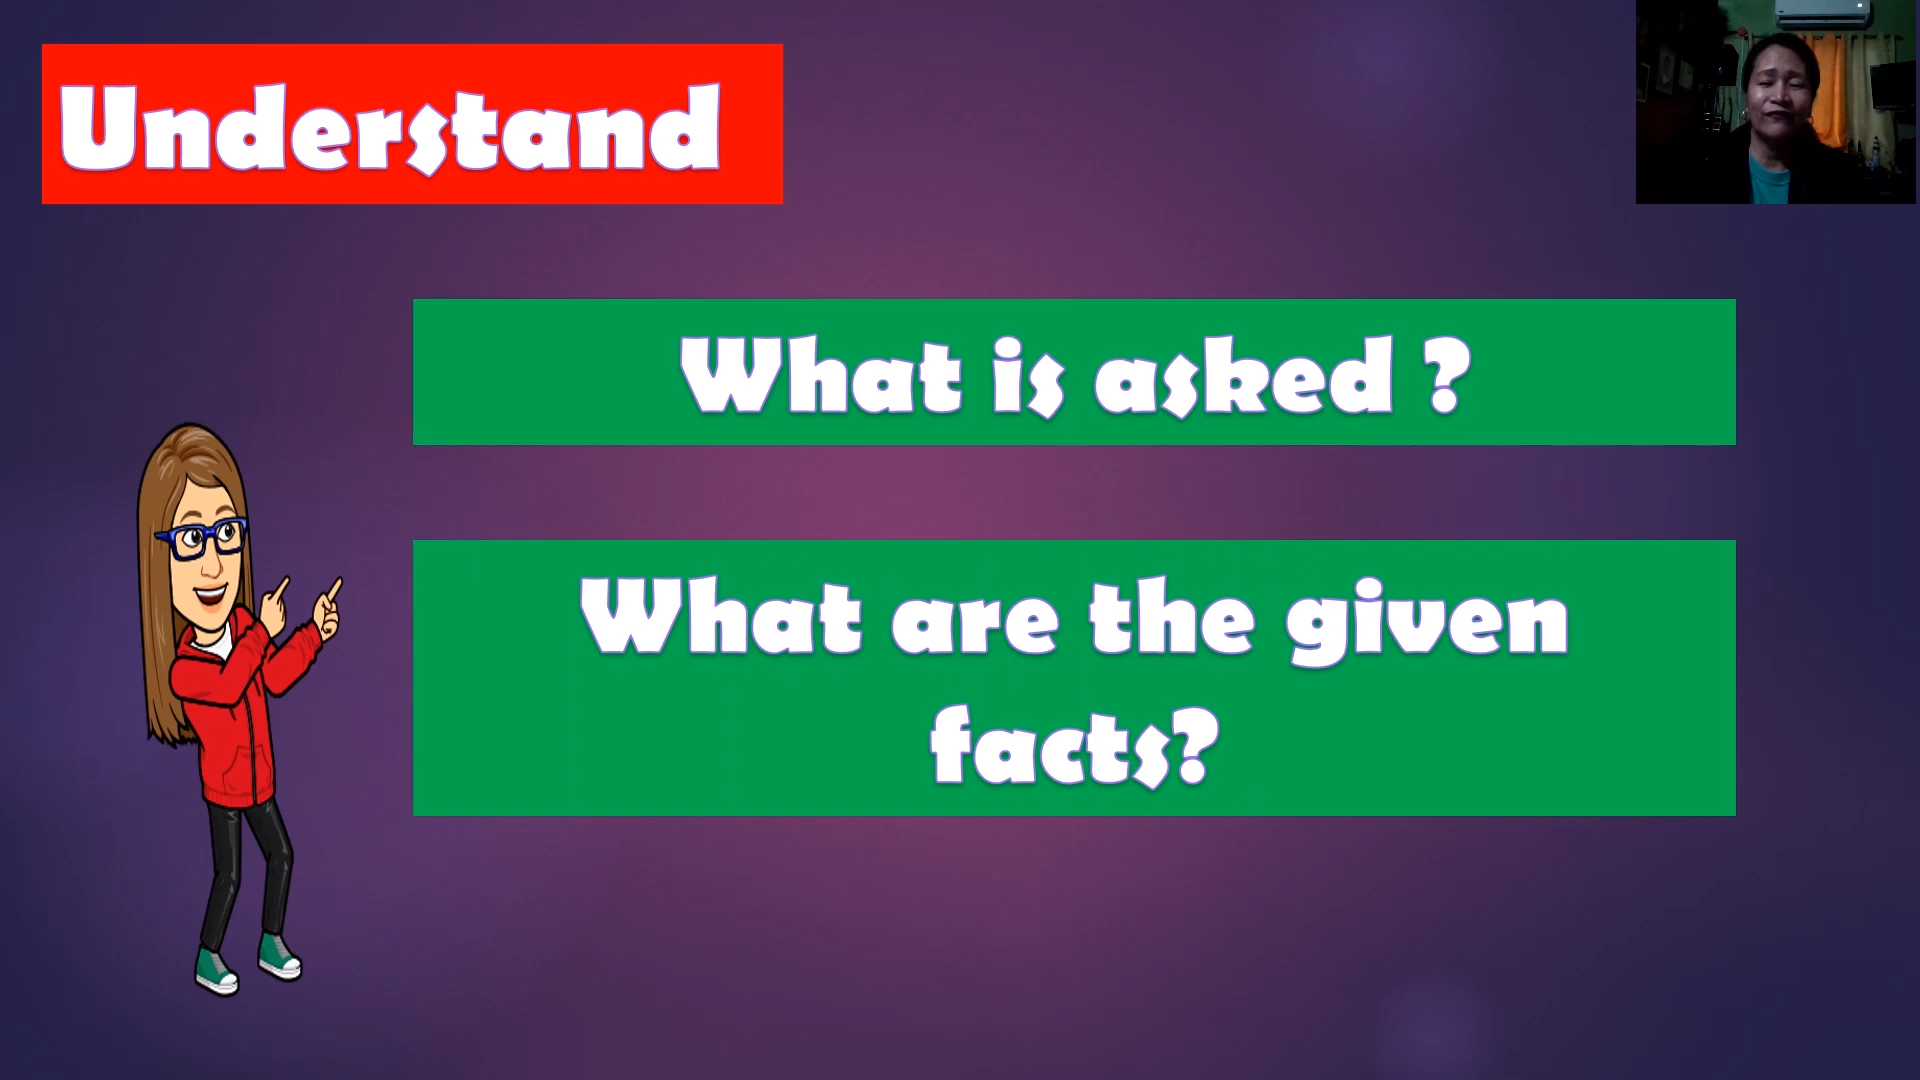 Understand
What is asked ?
What are the given
facts?